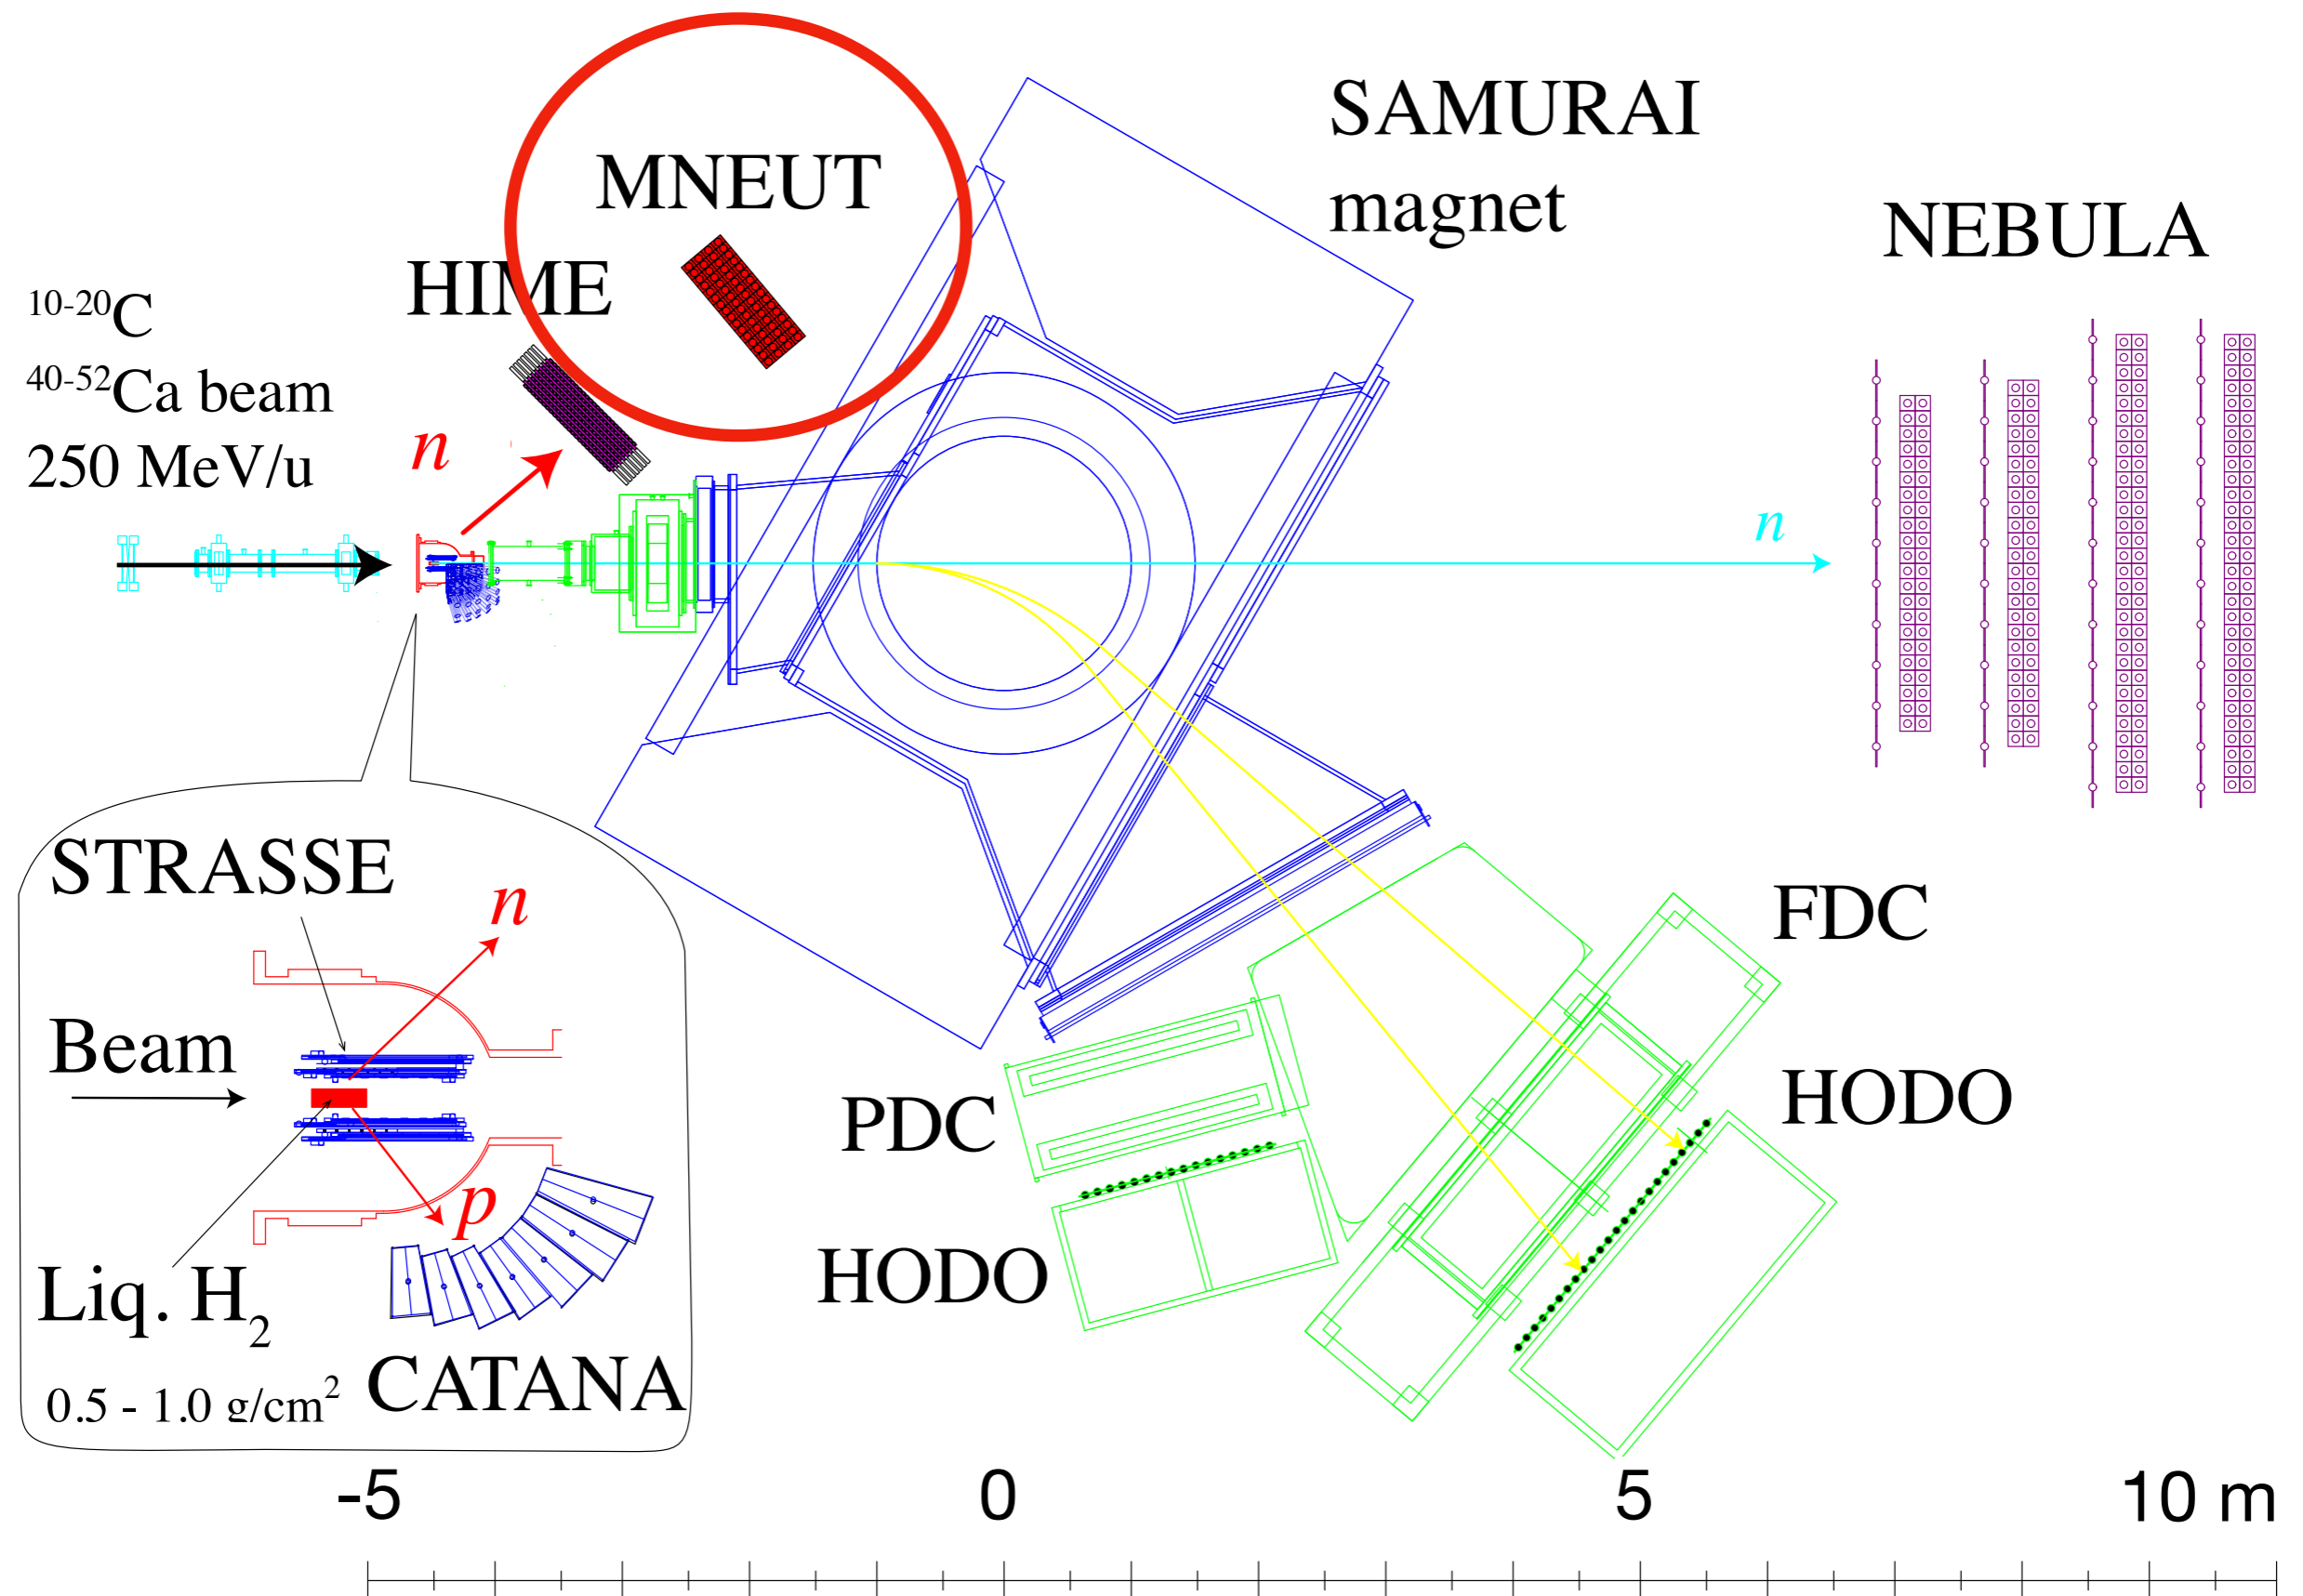 MNEUT
SAMURAI
magnet
NEBULA
HIME
10-20C
40-52Ca beam
250 MeV/u
n
n
STRASSE
n
Beam
p
Liq. H2
0.5 - 1.0 g/cm2
CATANA
FDC
HODO
PDC
HODO
-5 0 5 10 m